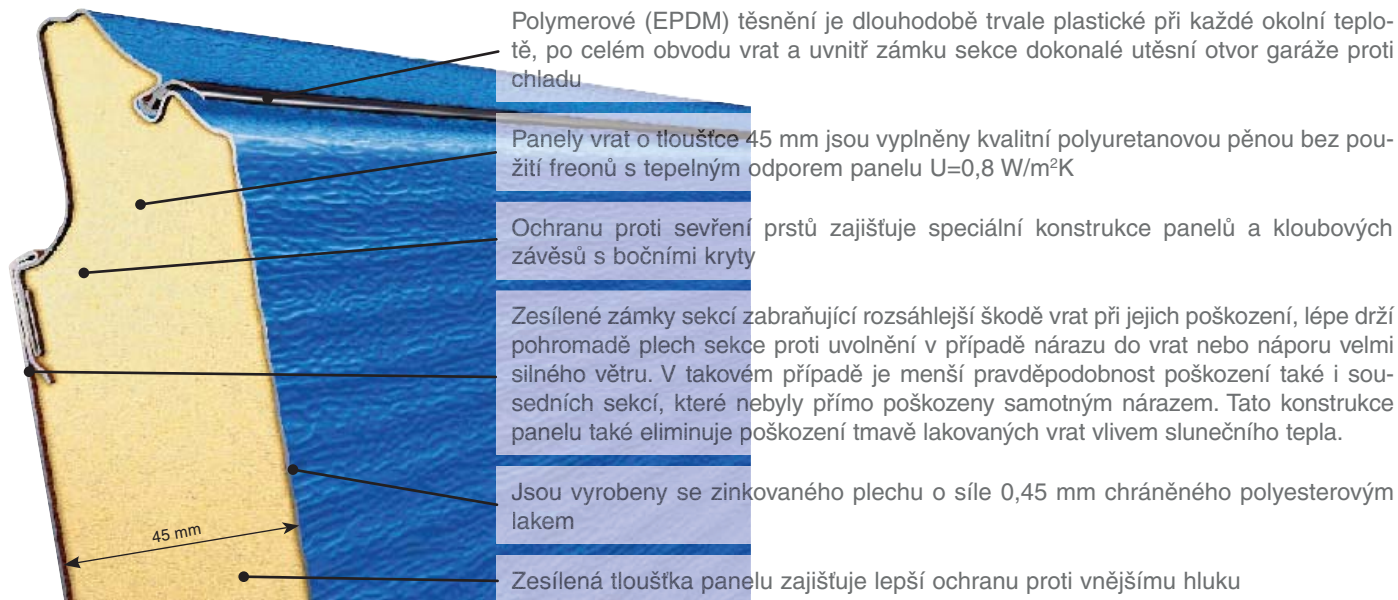 Polymerové (EPDM) těsnění je dlouhodobě trvale plastické při každé okolní teplo-
tě, po celém obvodu vrat a uvnitř zámku sekce dokonalé utěsní otvor garáže proti
chladu
Panely vrat o tloušťce 45 mm jsou vyplněny kvalitní polyuretanovou pěnou bez pou-
žití freonů s tepelným odporem panelu U=0,8 W/m²K
Ochranu proti sevření prstů zajišťuje speciální konstrukce panelů a kloubových
závěsů s bočními kryty
Zesílené zámky sekcí zabraňující rozsáhlejší škodě vrat při jejich poškození, lépe drží
pohromadě plech sekce proti uvolnění v případě nárazu do vrat nebo náporu velmi
silného větru. V takovém případě je menší pravděpodobnost poškození také i sou-
sedních sekcí, které nebyly přímo poškozeny samotným nárazem. Tato konstrukce
panelu také eliminuje poškození tmavě lakovaných vrat vlivem slunečního tepla.
Jsou vyrobeny se zinkovaného plechu o síle 0,45 mm chráněného polyesterovým
lakem
45 mm
Zesílená tloušťka panelu zajišťuje lepší ochranu proti vnějšímu hluku